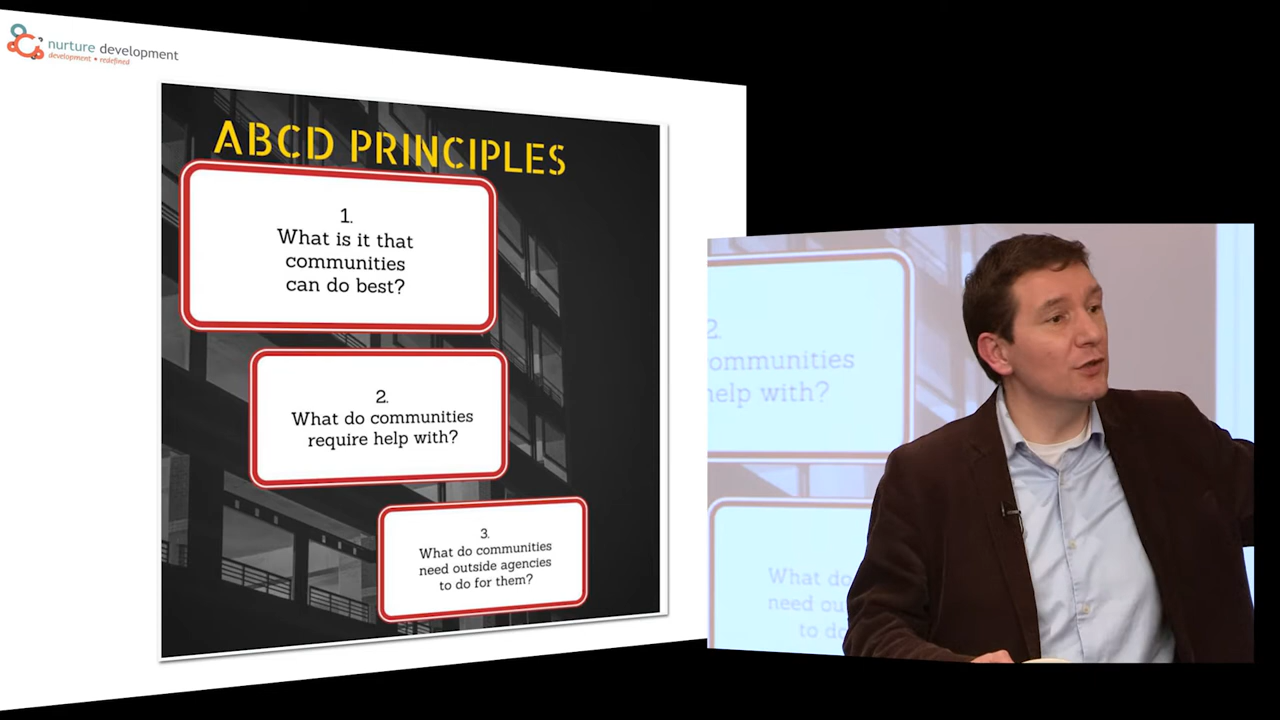 nurture development
development • redefined
ABCD PRINCIPLES
1.
What is it that
communities
can do best?
2.
What do communities
require help with?
3.
What do communities
need outside agencies
to do for them?
2.
ommunities
help with?
What do
need ou
to do